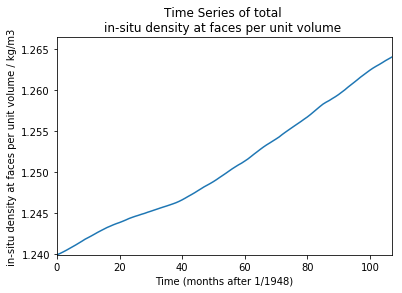 Time Series of total
in-situ density at faces per unit volume
in-situ density at faces per unit volume / kg/m3
1.265
1.260
1.255
1.250
1.245
1.240
0 20 40 60 80 100
Time (months after 1/1948)